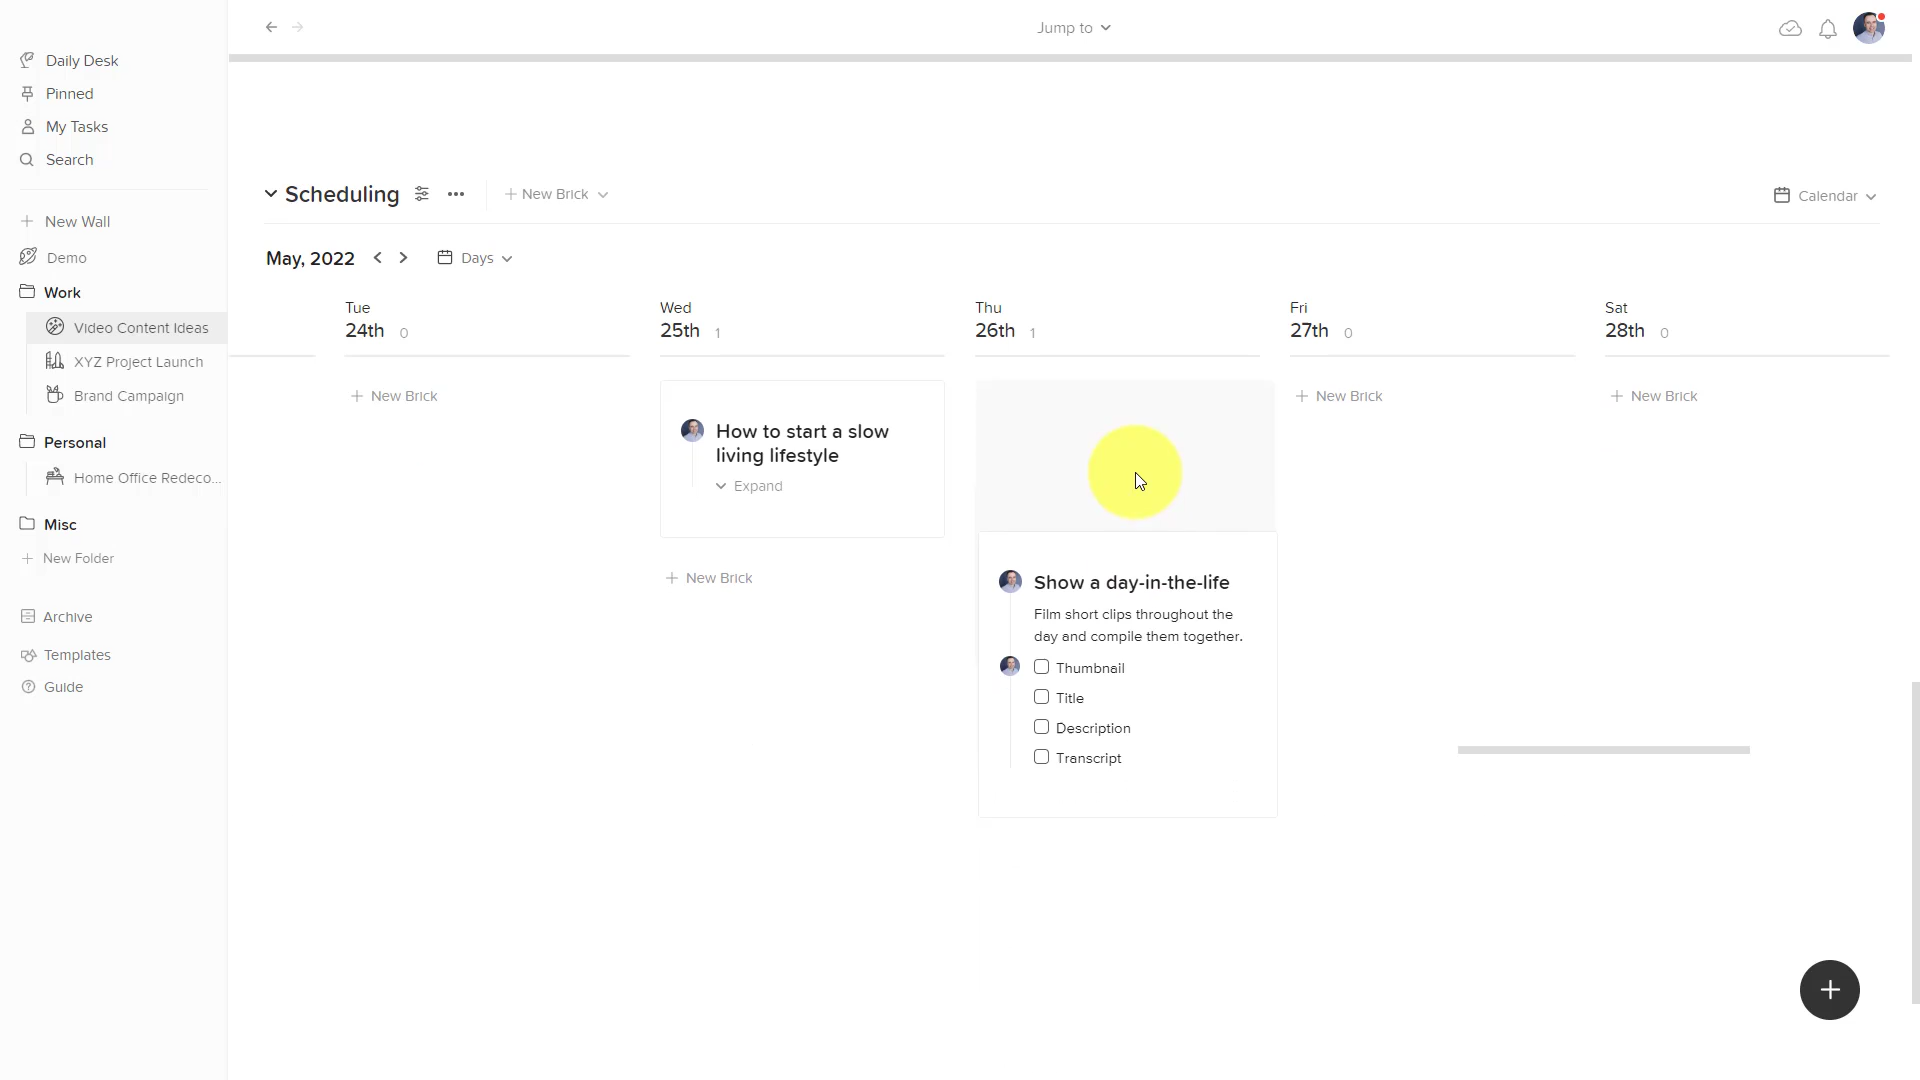 Jump to
Daily Desk
Pinned
My Tasks
Search
New Wall
Demo
Work
Video Content Ideas
XYZ Project Launch
Brand Campaign
Personal
Home Office Redeco...
Misc
New Folder
Archive
Templates
Guide
Scheduling
New Brick
Calendar
May, 2022
Days
Tue
24th 0
New Brick
Wed
25th 1
How to start a slow
living lifestyle
Expand
New Brick
Thu
26th 1
Show a day-in-the-life
Film short clips throughout the
day and compile them together.
Thumbnail
Title
Description
Transcript
Fri
27th 0
New Brick
Sat
28th 0
New Brick